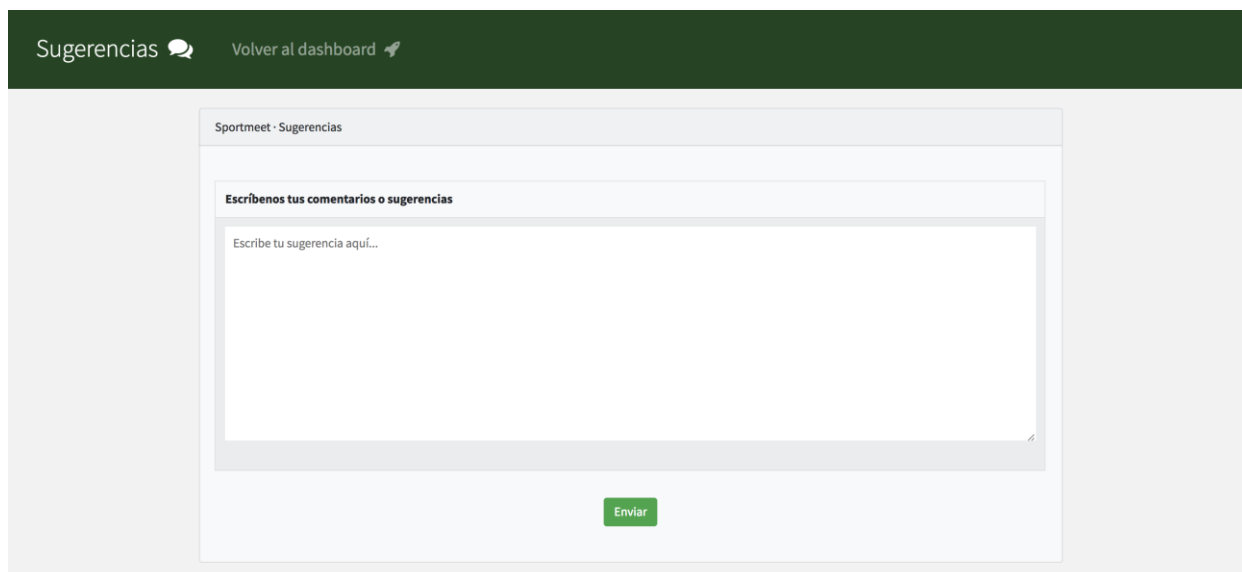 Sugerencias Volver al dashboard
Sportmeet · Sugerencias
Escríbenos tus comentarios o sugerencias
Escribe tu sugerencia aquí...
Enviar